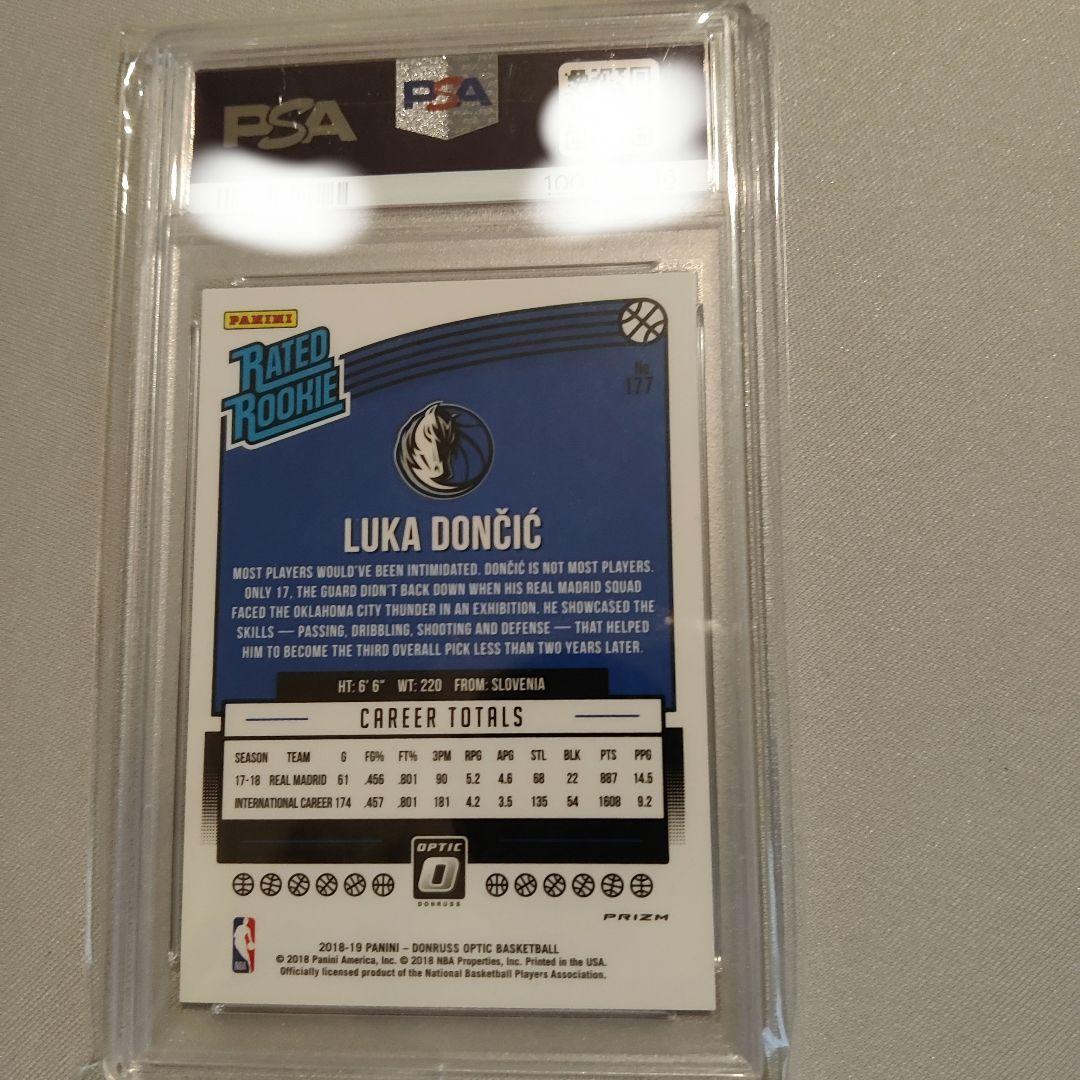 PSA
PSA
PANINI
RATED
ROOKIE
No.
177
LUKA DONČIĆ
MOST PLAYERS WOULD'VE BEEN INTIMIDATED. DONČIĆ IS NOT MOST PLAYERS.
ONLY 17, THE GUARD DIDN'T BACK DOWN WHEN HIS REAL MADRID SQUAD
FACED THE OKLAHOMA CITY THUNDER IN AN EXHIBITION. HE SHOWCASED THE
SKILLS — PASSING, DRIBBLING, SHOOTING AND DEFENSE — THAT HELPED
HIM TO BECOME THE THIRD OVERALL PICK LESS THAN TWO YEARS LATER.
HT: 6' 6" WT: 220 FROM: SLOVENIA
CAREER TOTALS
SEASON TEAM G FG% FT% 3PM RPG APG STL BLK PTS PPG
17-18 REAL MADRID 61 .456 .801 90 5.2 4.6 68 22 887 14.5
INTERNATIONAL CAREER 174 .457 .801 181 4.2 3.5 135 54 1608 9.2
OPTIC
O
DONRUSS
PRIZM
NBA
2018-19 PANINI – DONRUSS OPTIC BASKETBALL
© 2018 Panini America, Inc. © 2018 NBA Properties, Inc. Printed in the USA.
Officially licensed product of the National Basketball Players Association.